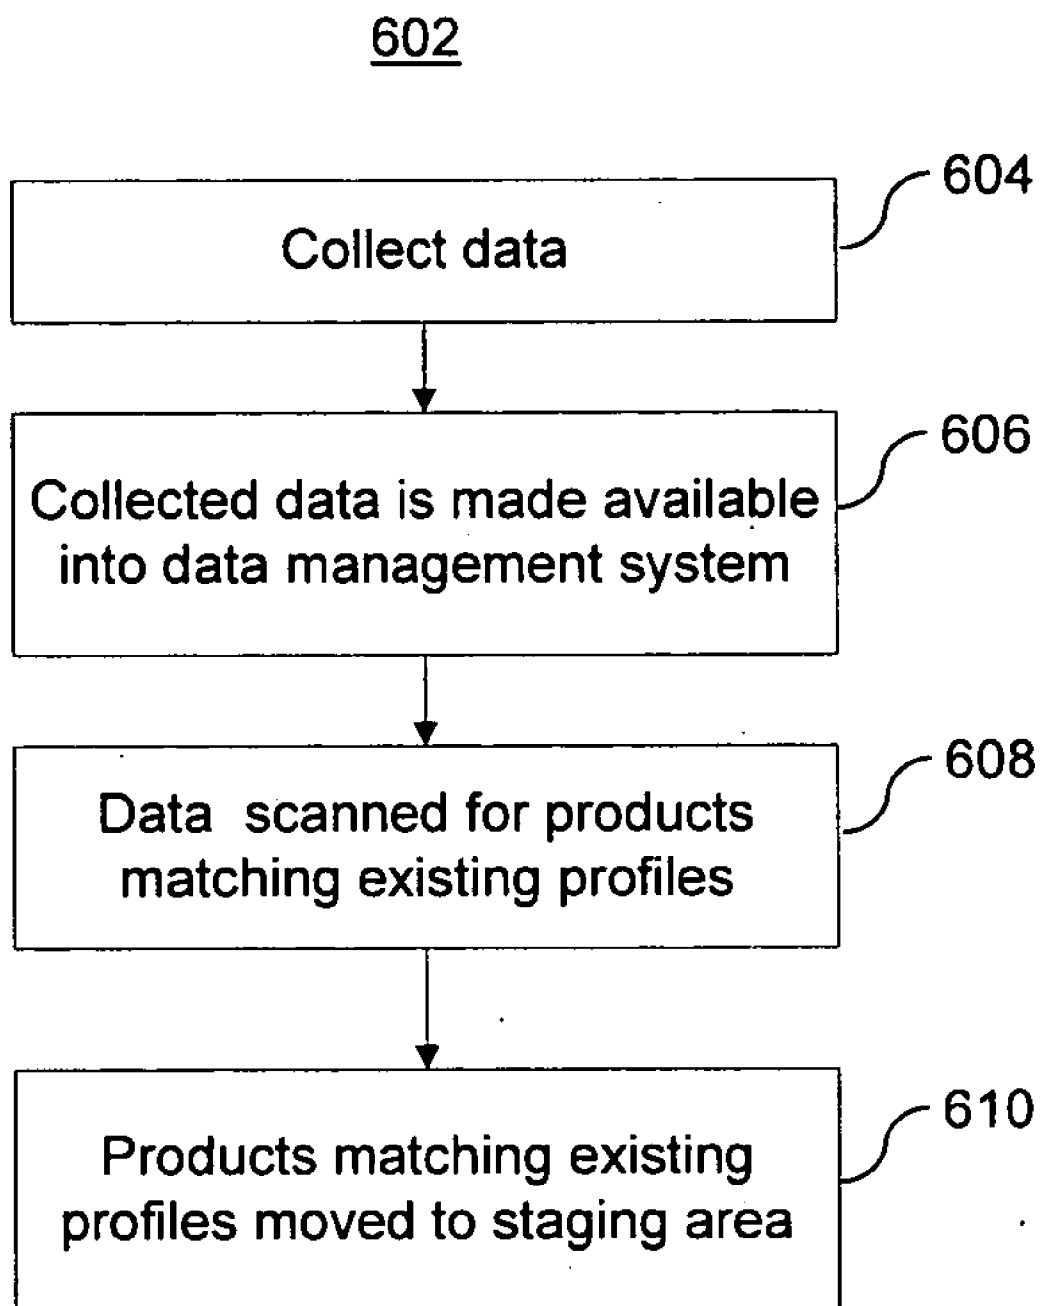 602
604
Collect data
606
Collected data is made available
into data management system
608
Data scanned for products
matching existing profiles
610
Products matching existing
profiles moved to staging area